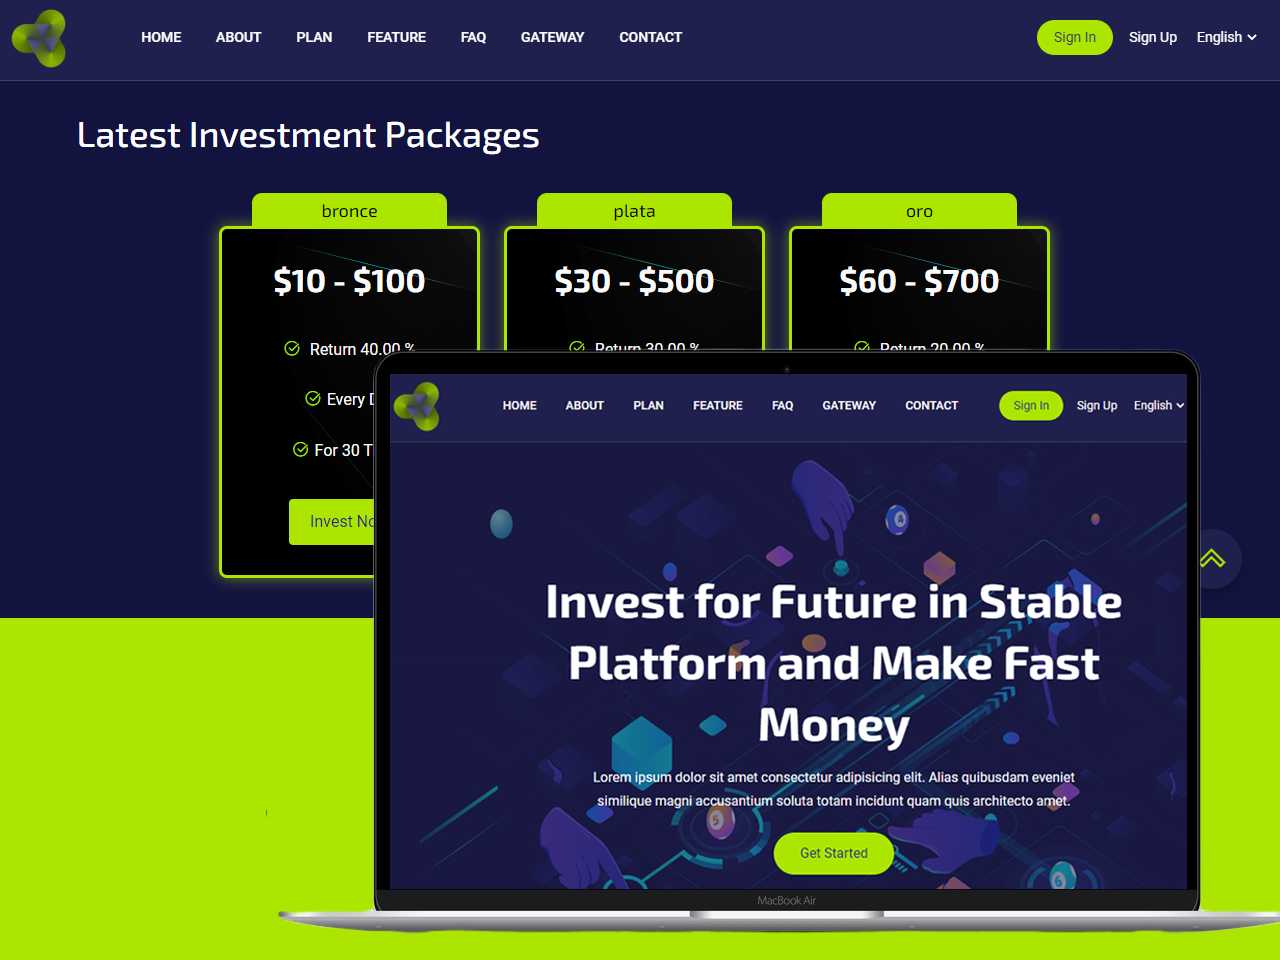 HOME ABOUT PLAN FEATURE FAQ GATEWAY CONTACT Sign In Sign Up English
Latest Investment Packages
bronce plata oro
$10 - $100 $30 - $500 $60 - $700
Return 40.00 % Return 30.00 % Return 20.00 %
Every
For 30
Invest
HOME ABOUT PLAN FEATURE FAQ GATEWAY CONTACT Sign In Sign Up English
Invest for Future in Stable
Platform and Make Fast
Money
Lorem ipsum dolor sit amet consectetur adipisicing elit. Alias quibusdam eveniet
similique magni accusantium soluta totam incidunt quam quis architecto amet.
Get Started
MacBook Air